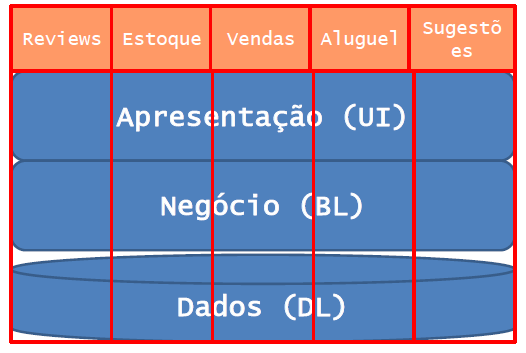 Reviews Estoque Vendas Aluguel Sugestõ
es
Apresentação (UI)
Negócio (BL)
Dados (DL)